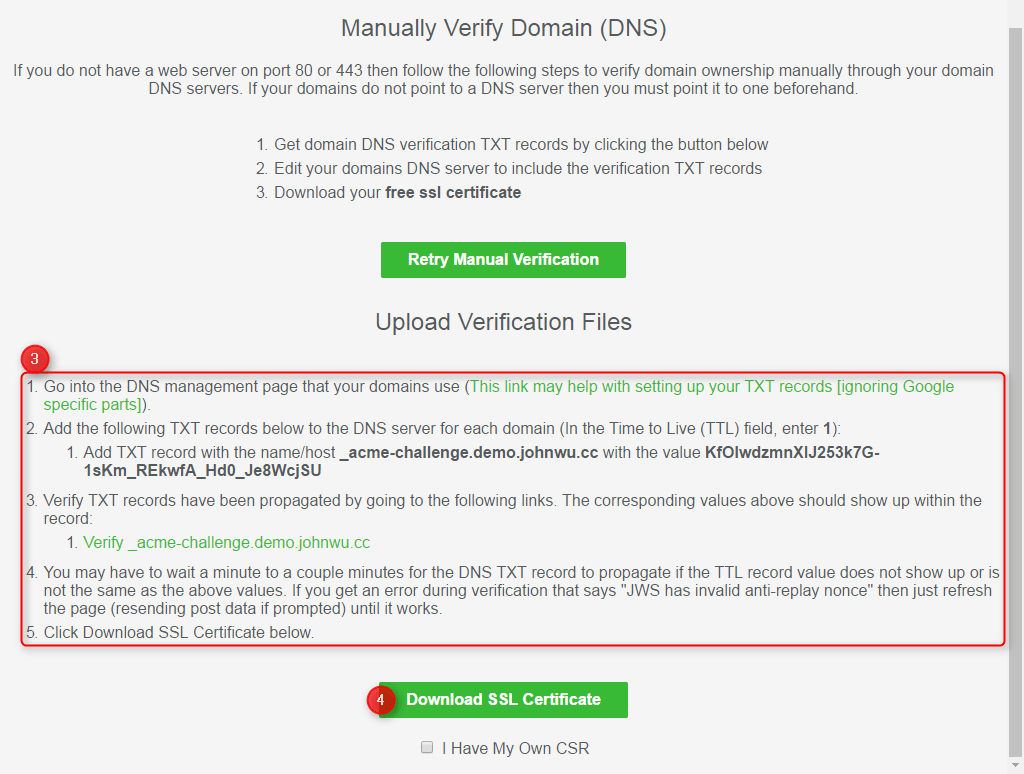 Manually Verify Domain (DNS)
If you do not have a web server on port 80 or 443 then follow the following steps to verify domain ownership manually through your domain
DNS servers. If your domains do not point to a DNS server then you must point it to one beforehand.
1. Get domain DNS verification TXT records by clicking the button below
2. Edit your domains DNS server to include the verification TXT records
3. Download your free ssl certificate
Retry Manual Verification
Upload Verification Files
3
1. Go into the DNS management page that your domains use (This link may help with setting up your TXT records [ignoring Google
specific parts]).
2. Add the following TXT records below to the DNS server for each domain (In the Time to Live (TTL) field, enter 1):
1. Add TXT record with the name/host _acme-challenge.demo.johnwu.cc with the value KfOIwdzmnXIJ253k7G-
1sKm_REkwfA_Hd0_Je8WcjSU
3. Verify TXT records have been propagated by going to the following links. The corresponding values above should show up within the
record:
1. Verify _acme-challenge.demo.johnwu.cc
4. You may have to wait a minute to a couple minutes for the DNS TXT record to propagate if the TTL record value does not show up or is
not the same as the above values. If you get an error during verification that says "JWS has invalid anti-replay nonce" then just refresh
the page (resending post data if prompted) until it works.
5. Click Download SSL Certificate below.
4 Download SSL Certificate
I Have My Own CSR